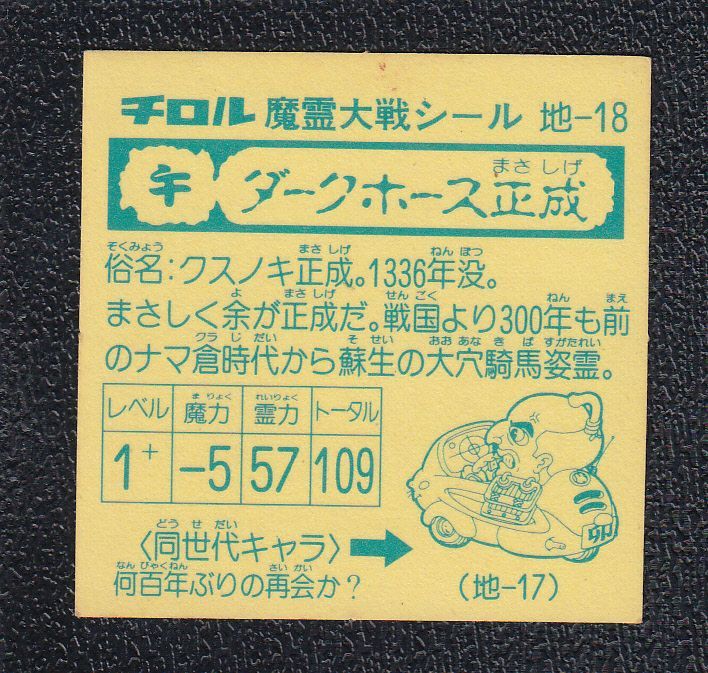 チロル 魔霊大戦シール 地-18
まさ しげ
午 ダークホース正成
ぞくみょう まさ しげ ねん ぼつ
俗名:クスノキ正成。1336年没。
よ まさ しげ せん ごく ねん まえ
まさしく余が正成だ。戦国より300年も前
クラ じ だい そ せい おお あな き ば すがたれい
のナマ倉時代から蘇生の大穴騎馬姿霊。
ま りょく れいりょく
レベル 魔力 霊力 トータル
1+ -5 57 109
どう せ だい
〈同世代キャラ〉
卯
なん びゃくねん さい かい
何百年ぶりの再会か? (地-17)